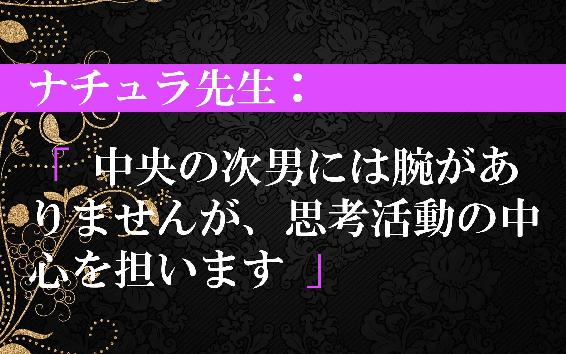 ナチュラ先生：
「 中央の次男には腕があ
りませんが、思考活動の中
心を担います 」